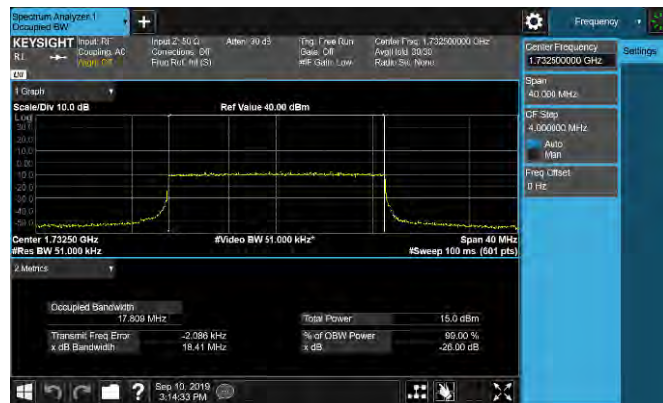 Spectrum Analyzer 1
Occupied BW
Frequency
KEYSIGHT Input: RF
Coupling: AC
Align: Off
Input Z: 50 Ω
Corrections: Off
Freq Ref: Int (S)
Atten: 30 dB
Trig: Free Run
Gate: Off
#IF Gain: Low
Center Freq: 1.732500000 GHz
Avg|Hold: 30/30
Radio Std: None
Center Frequency
1.732500000 GHz
Settings
Span
40.000 MHz
CF Step
4.000000 MHz
Auto
Man
Freq Offset
0 Hz
1 Graph
Scale/Div 10.0 dB
Ref Value 40.00 dBm
Log
30.0
10.0
0.00
-10.0
-20.0
-30.0
-40.0
-50.0
Center 1.73250 GHz
#Video BW 51.000 kHz*
Span 40 MHz
#Res BW 51.000 kHz
#Sweep 100 ms (601 pts)
2 Metrics
Occupied Bandwidth
17.809 MHz
Total Power
15.0 dBm
Transmit Freq Error
-2.086 kHz
% of OBW Power
99.00 %
x dB Bandwidth
18.41 MHz
x dB
-26.00 dB
?
Sep 10, 2019
3:14:33 PM